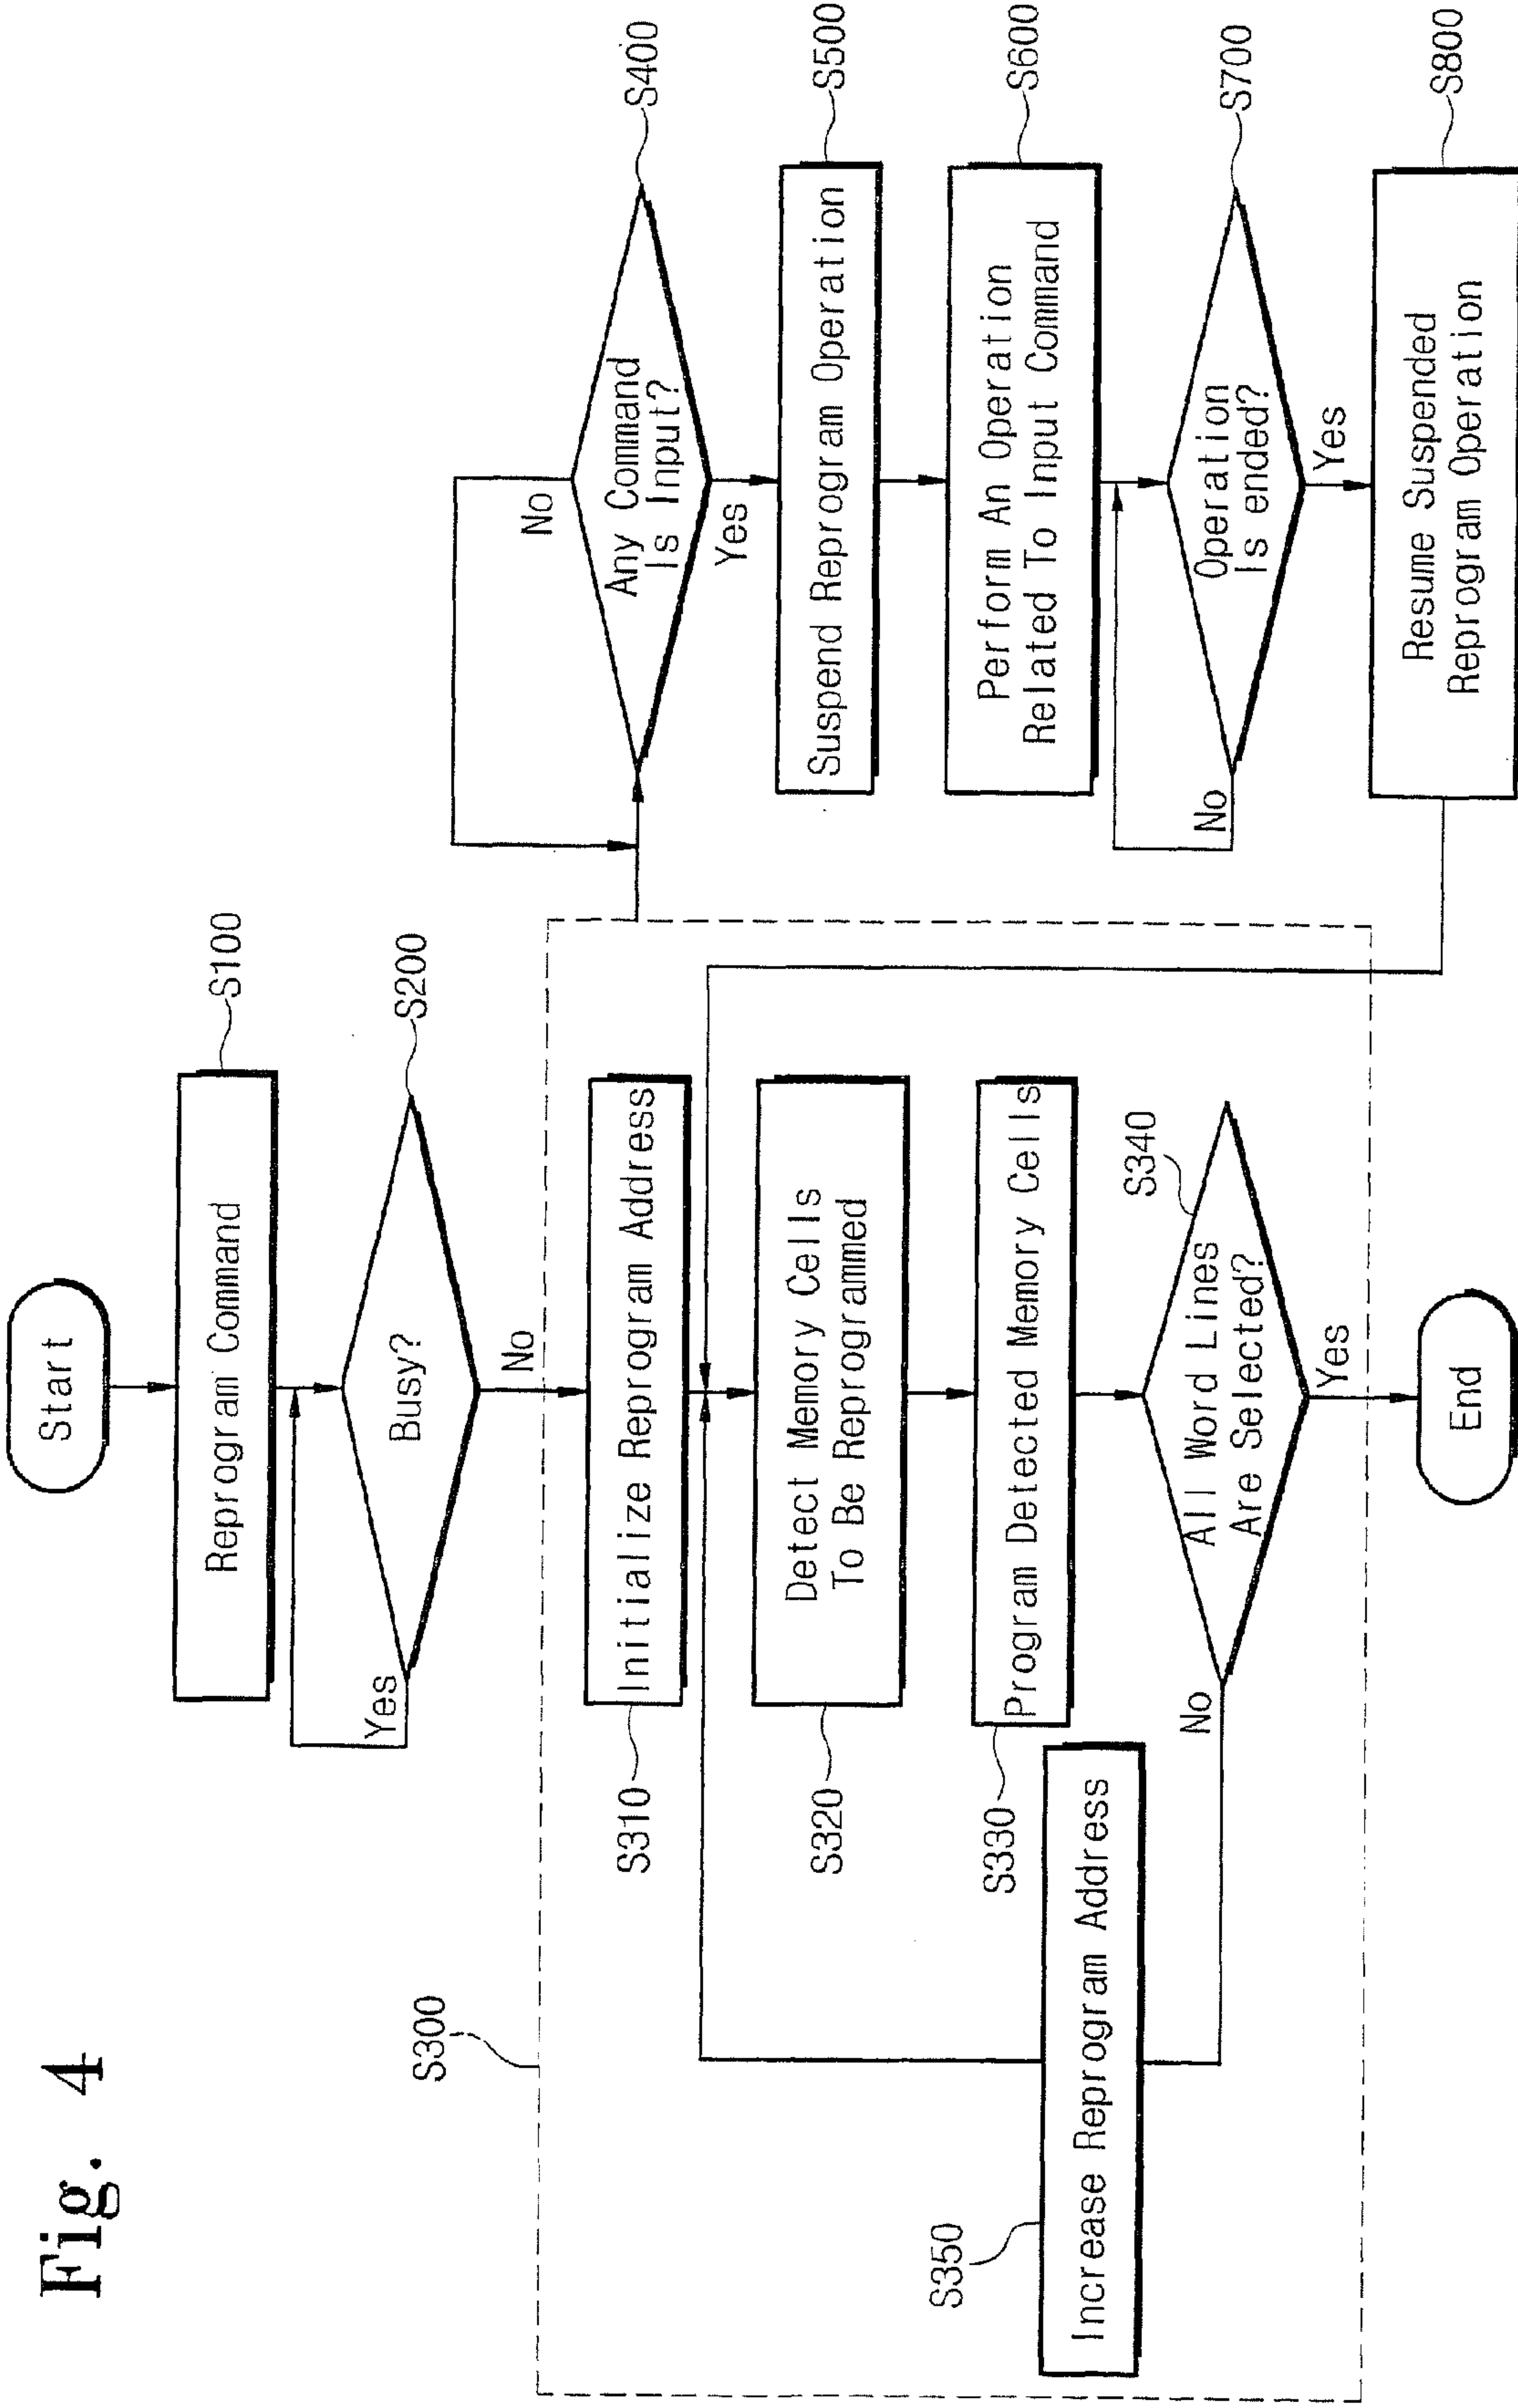 Fig. 4
Start
Reprogram Command
S100
Busy?
S200
Yes
No
S300
Initialize Reprogram Address
S310
Detect Memory Cells
To Be Reprogrammed
S320
Program Detected Memory Cells
S330
All Word Lines
Are Selected?
S340
No
Yes
Increase Reprogram Address
S350
End
Any Command
Is Input?
S400
No
Yes
Suspend Reprogram Operation
S500
Perform An Operation
Related To Input Command
S600
Operation
Is ended?
S700
No
Yes
Resume Suspended
Reprogram Operation
S800